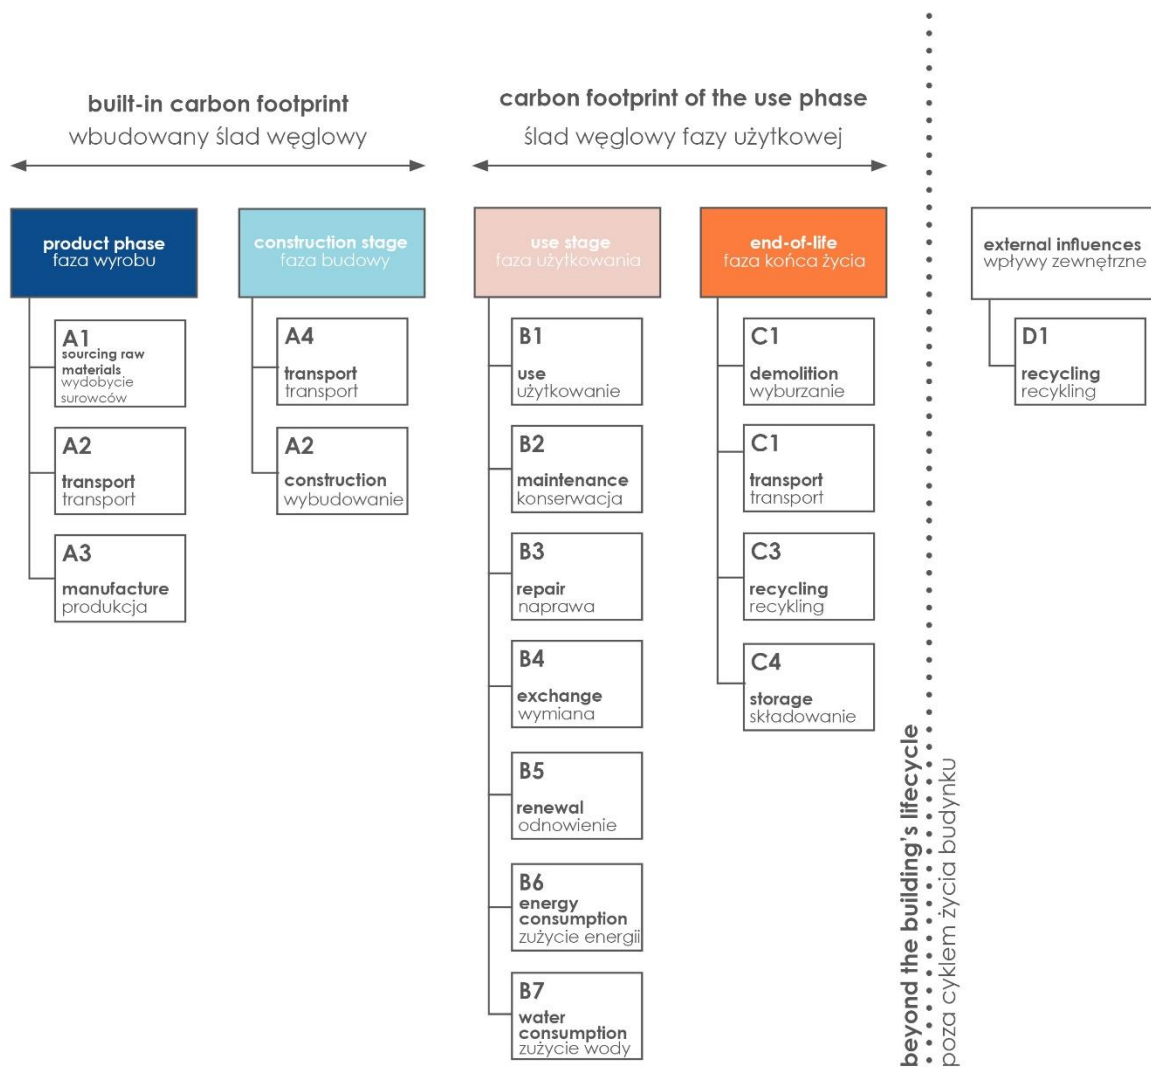 built-in carbon footprint
wbudowany ślad węglowy
carbon footprint of the use phase
ślad węglowy fazy użytkowej
product phase
faza wyrobu
construction stage
faza budowy
use stage
faza użytkowania
end-of-life
faza końca życia
external influences
wpływy zewnętrzne
A1
sourcing raw
materials
wydobycie
surowców
A2
transport
transport
A3
manufacture
produkcja
A4
transport
transport
A2
construction
wybudowanie
B1
use
użytkowanie
B2
maintenance
konserwacja
B3
repair
naprawa
B4
exchange
wymiana
B5
renewal
odnowienie
B6
energy
consumption
zużycie energii
B7
water
consumption
zużycie wody
C1
demolition
wyburzanie
C1
transport
transport
C3
recycling
recykling
C4
storage
składowanie
D1
recycling
recykling
beyond the building's lifecycle
poza cyklem życia budynku